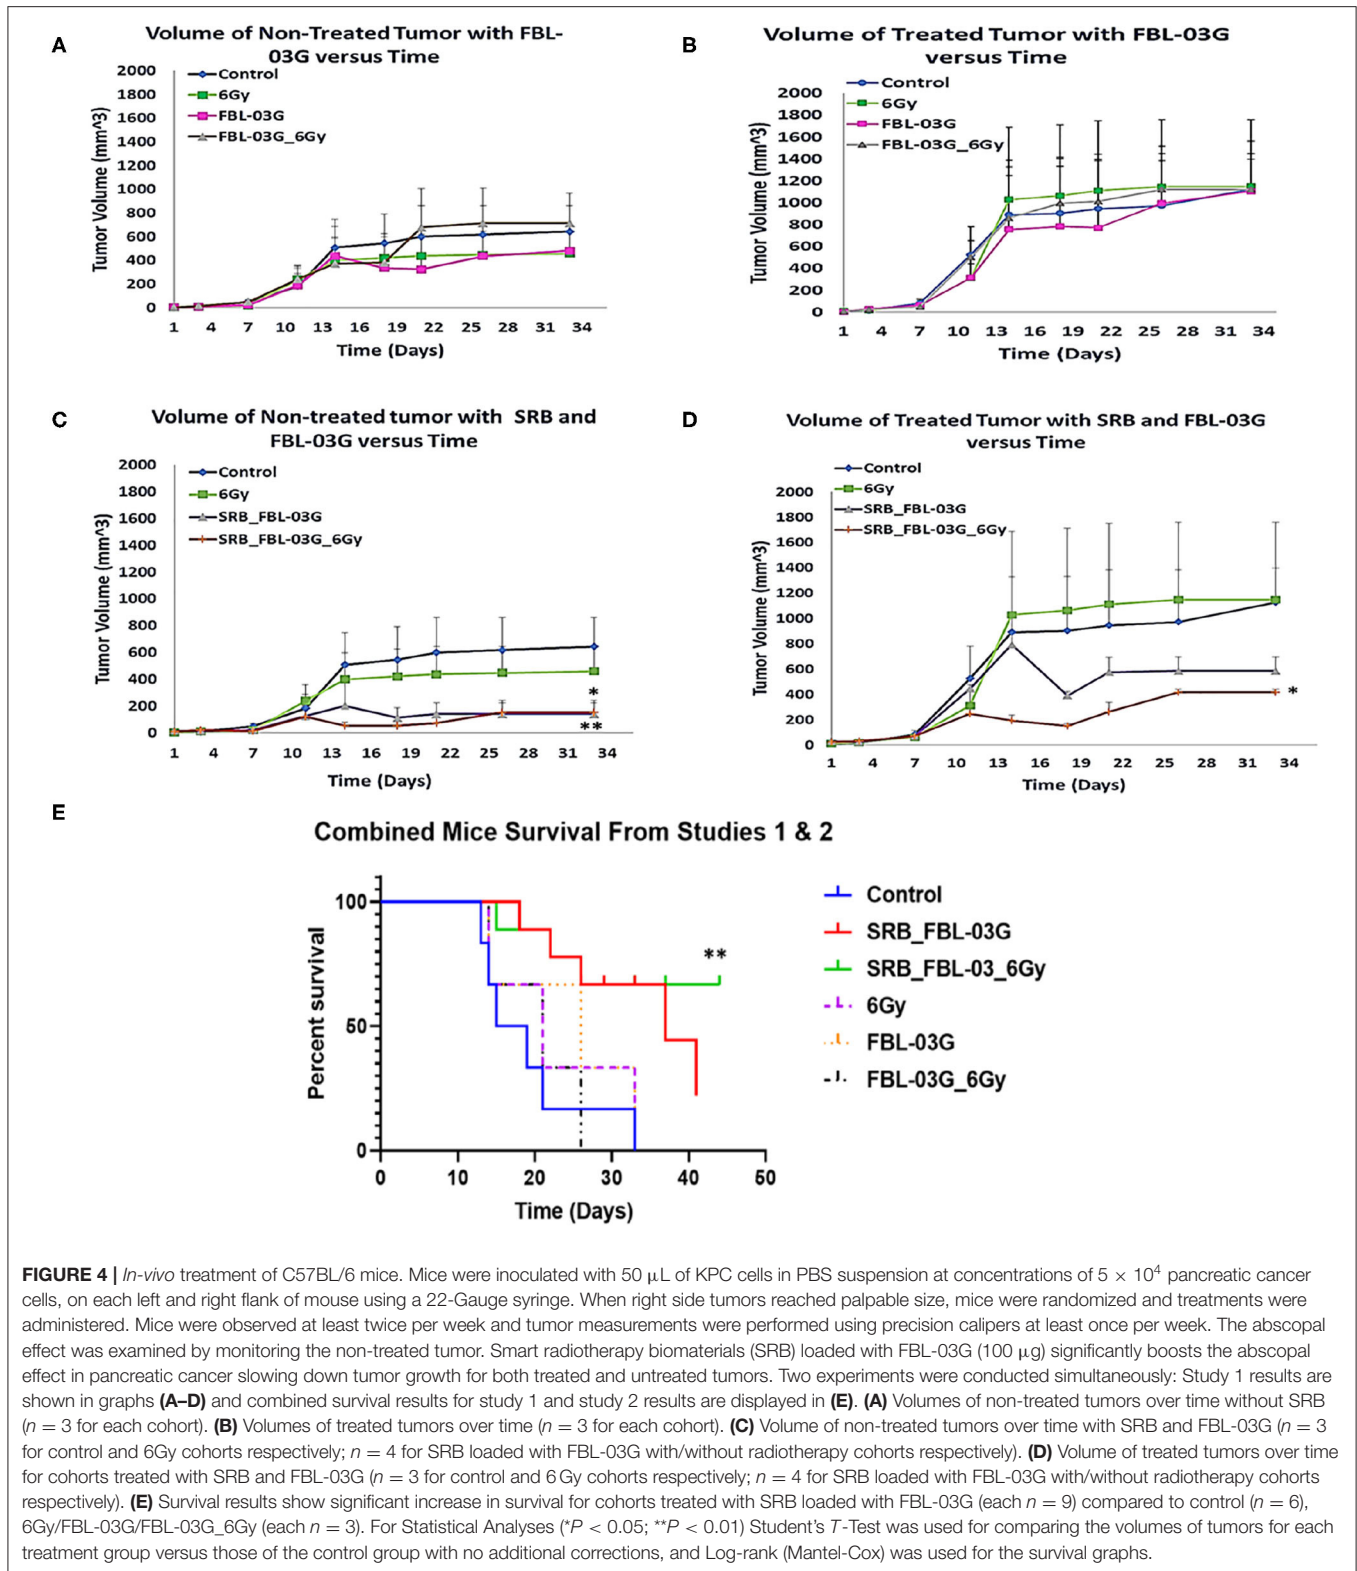 A
Volume of Non-Treated Tumor with FBL-
03G versus Time
2000
1800
1600
1400
1200
1000
800
600
400
200
0
Tumor Volume (mm^3)
Control
6Gy
FBL-03G
FBL-03G_6Gy
1 4 7 10 13 16 19 22 25 28 31 34
Time (Days)
B
Volume of Treated Tumor with FBL-03G
versus Time
2000
1800
1600
1400
1200
1000
800
600
400
200
0
Tumor Volume (mm^3)
Control
6Gy
FBL-03G
FBL-03G_6Gy
1 4 7 10 13 16 19 22 25 28 31 34
Time (Days)
C
Volume of Non-treated tumor with SRB and
FBL-03G versus Time
2000
1800
1600
1400
1200
1000
800
600
400
200
0
Tumor Volume (mm^3)
Control
6Gy
SRB_FBL-03G
SRB_FBL-03G_6Gy
*
**
1 4 7 10 13 16 19 22 25 28 31 34
Time (Days)
D
Volume of Treated Tumor with SRB and FBL-03G
versus Time
2000
1800
1600
1400
1200
1000
800
600
400
200
0
Tumor Volume (mm^3)
Control
6Gy
SRB_FBL-03G
SRB_FBL-03G_6Gy
*
1 4 7 10 13 16 19 22 25 28 31 34
Time (Days)
E
Combined Mice Survival From Studies 1 & 2
100
50
0
Percent survival
**
0 10 20 30 40 50
Time (Days)
Control
SRB_FBL-03G
SRB_FBL-03_6Gy
6Gy
FBL-03G
FBL-03G_6Gy
FIGURE 4 | In-vivo treatment of C57BL/6 mice. Mice were inoculated with 50 μL of KPC cells in PBS suspension at concentrations of 5 × 10⁴ pancreatic cancer
cells, on each left and right flank of mouse using a 22-Gauge syringe. When right side tumors reached palpable size, mice were randomized and treatments were
administered. Mice were observed at least twice per week and tumor measurements were performed using precision calipers at least once per week. The abscopal
effect was examined by monitoring the non-treated tumor. Smart radiotherapy biomaterials (SRB) loaded with FBL-03G (100 μg) significantly boosts the abscopal
effect in pancreatic cancer slowing down tumor growth for both treated and untreated tumors. Two experiments were conducted simultaneously: Study 1 results are
shown in graphs (A–D) and combined survival results for study 1 and study 2 results are displayed in (E). (A) Volumes of non-treated tumors over time without SRB
(n = 3 for each cohort). (B) Volumes of treated tumors over time (n = 3 for each cohort). (C) Volume of non-treated tumors over time with SRB and FBL-03G (n = 3
for control and 6Gy cohorts respectively; n = 4 for SRB loaded with FBL-03G with/without radiotherapy cohorts respectively). (D) Volume of treated tumors over time
for cohorts treated with SRB and FBL-03G (n = 3 for control and 6 Gy cohorts respectively; n = 4 for SRB loaded with FBL-03G with/without radiotherapy cohorts
respectively). (E) Survival results show significant increase in survival for cohorts treated with SRB loaded with FBL-03G (each n = 9) compared to control (n = 6),
6Gy/FBL-03G/FBL-03G_6Gy (each n = 3). For Statistical Analyses (*P < 0.05; **P < 0.01) Student's T-Test was used for comparing the volumes of tumors for each
treatment group versus those of the control group with no additional corrections, and Log-rank (Mantel-Cox) was used for the survival graphs.